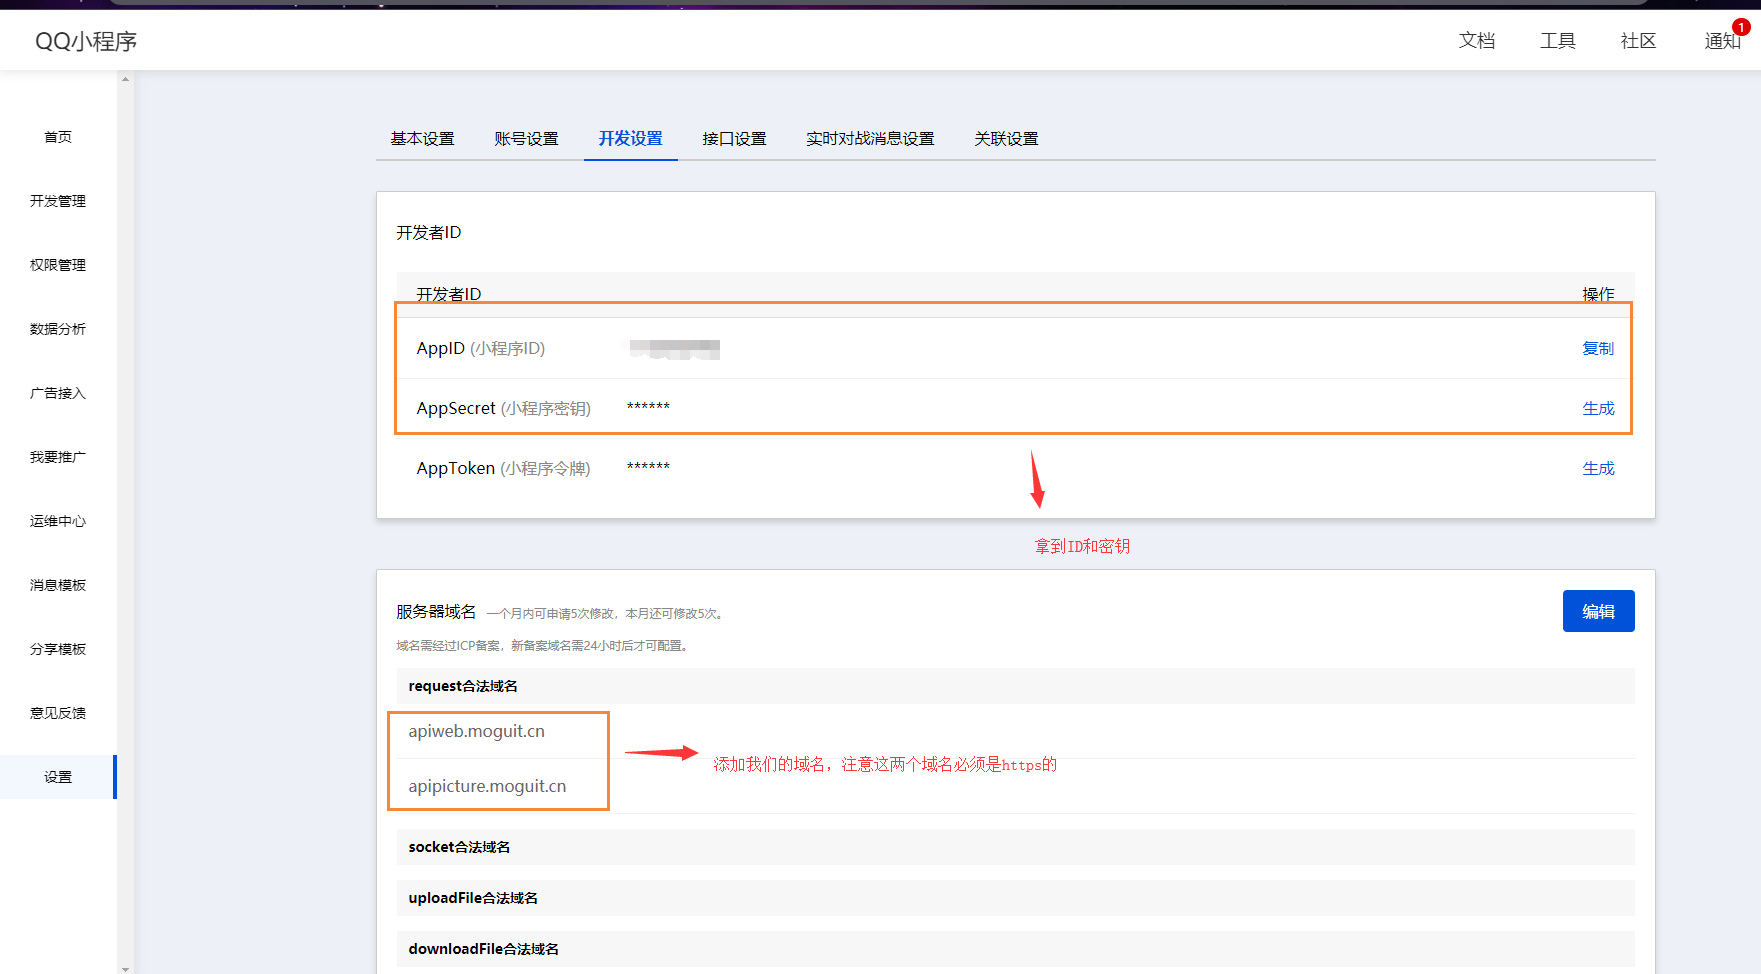 QQ小程序
文档 工具 社区 通知 1
首页
开发管理
权限管理
数据分析
广告接入
我要推广
运维中心
消息模板
分享模板
意见反馈
设置
基本设置 账号设置 开发设置 接口设置 实时对战消息设置 关联设置
开发者ID
开发者ID 操作
AppID (小程序ID) 复制
AppSecret (小程序密钥) ****** 生成
AppToken (小程序令牌) ****** 生成
拿到ID和密钥
服务器域名 一个月内可申请5次修改，本月还可修改5次。 编辑
域名需经过ICP备案，新备案域名需24小时后才可配置。
request合法域名
apiweb.moguit.cn
添加我们的域名，注意这两个域名必须是https的
apipicture.moguit.cn
socket合法域名
uploadFile合法域名
downloadFile合法域名